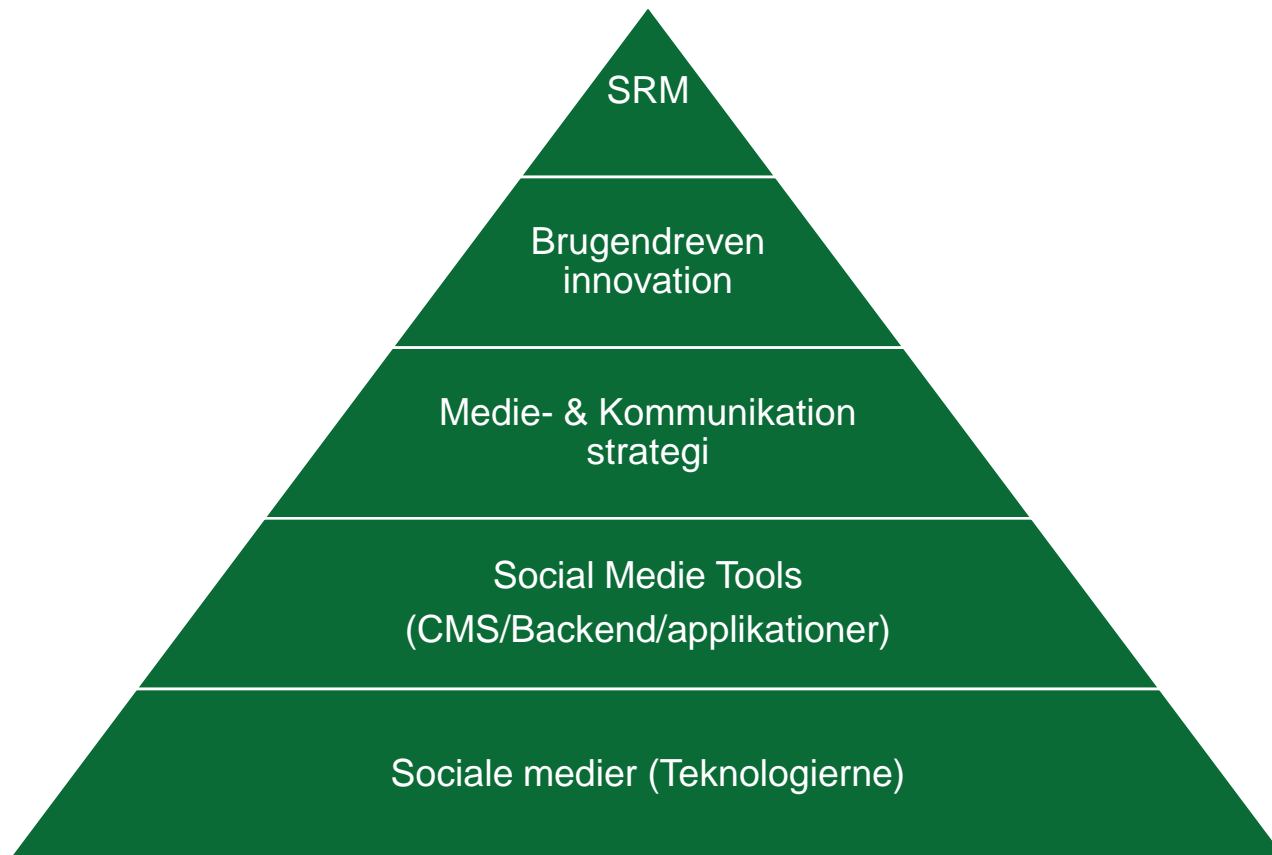 SRM
Brugendreven
innovation
Medie- & Kommunikation
strategi
Social Medie Tools
(CMS/Backend/applikationer)
Sociale medier (Teknologierne)